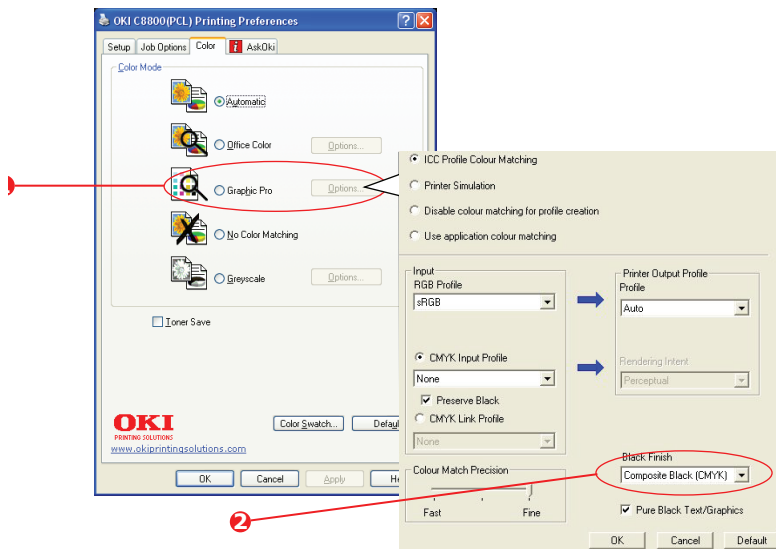 OKI C8800(PCL) Printing Preferences
Setup Job Options Color i AskOki
Color Mode
Automatic
Office Color Options...
Graphic Pro Options...
No Color Matching
Greyscale Options...
Toner Save
OKI
PRINTING SOLUTIONS
Color Swatch...
www.okiprintingsolutions.com
OK Cancel Apply
ICC Profile Colour Matching
Printer Simulation
Disable colour matching for profile creation
Use application colour matching
Input
RGB Profile
sRGB
CMYK Input Profile
None
Preserve Black
CMYK Link Profile
None
Colour Match Precision
Fast Fine
Printer Output Profile
Profile
Auto
Rendering Intent
Perceptual
Black Finish
Composite Black (CMYK)
Pure Black Text/Graphics
OK Cancel Default
2